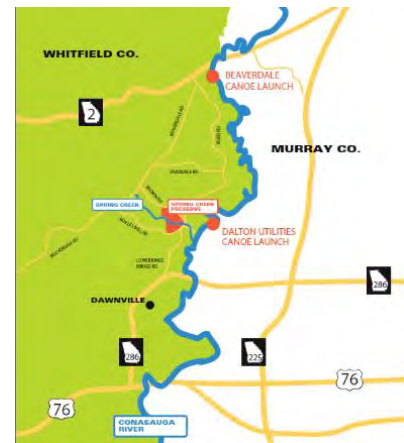 WHITFIELD CO.
BEAVERDALE
CANOE LAUNCH
2
MURRAY CO.
SPRING CREEK
SPRING CREEK
PRESERVE
DALTON UTILITIES
CANOE LAUNCH
286
DAWNVILLE
286
225
76
76
CONASAUGA
RIVER